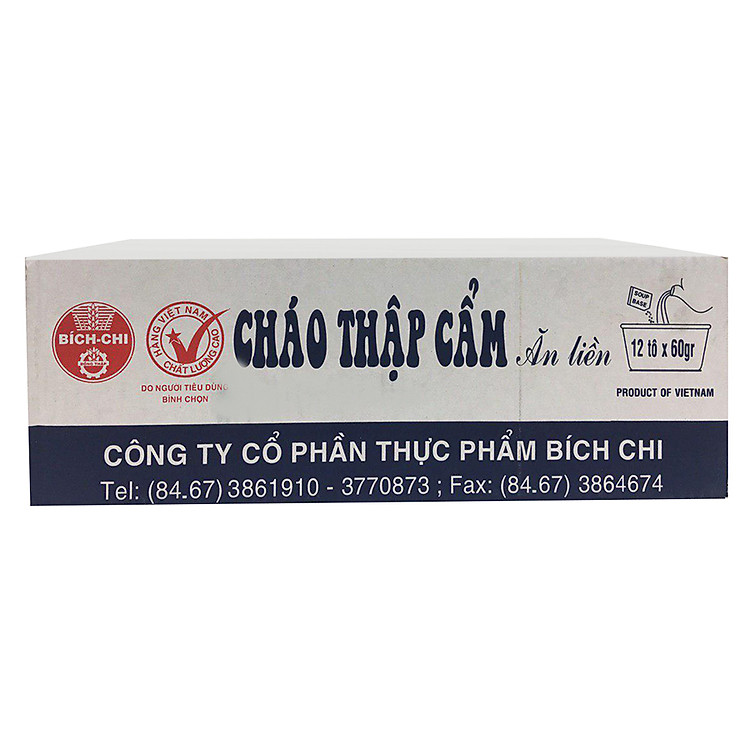 BÍCH-CHI
ĐỒNG THÁP
HÀNG VIỆT NAM
CHẤT LƯỢNG CAO
DO NGƯỜI TIÊU DÙNG
BÌNH CHỌN
CHÁO THẬP CẨM Ăn liền
SOUP
BASE
12 tô x 60gr
PRODUCT OF VIETNAM
CÔNG TY CỔ PHẦN THỰC PHẨM BÍCH CHI
Tel: (84.67) 3861910 - 3770873 ; Fax: (84.67) 3864674